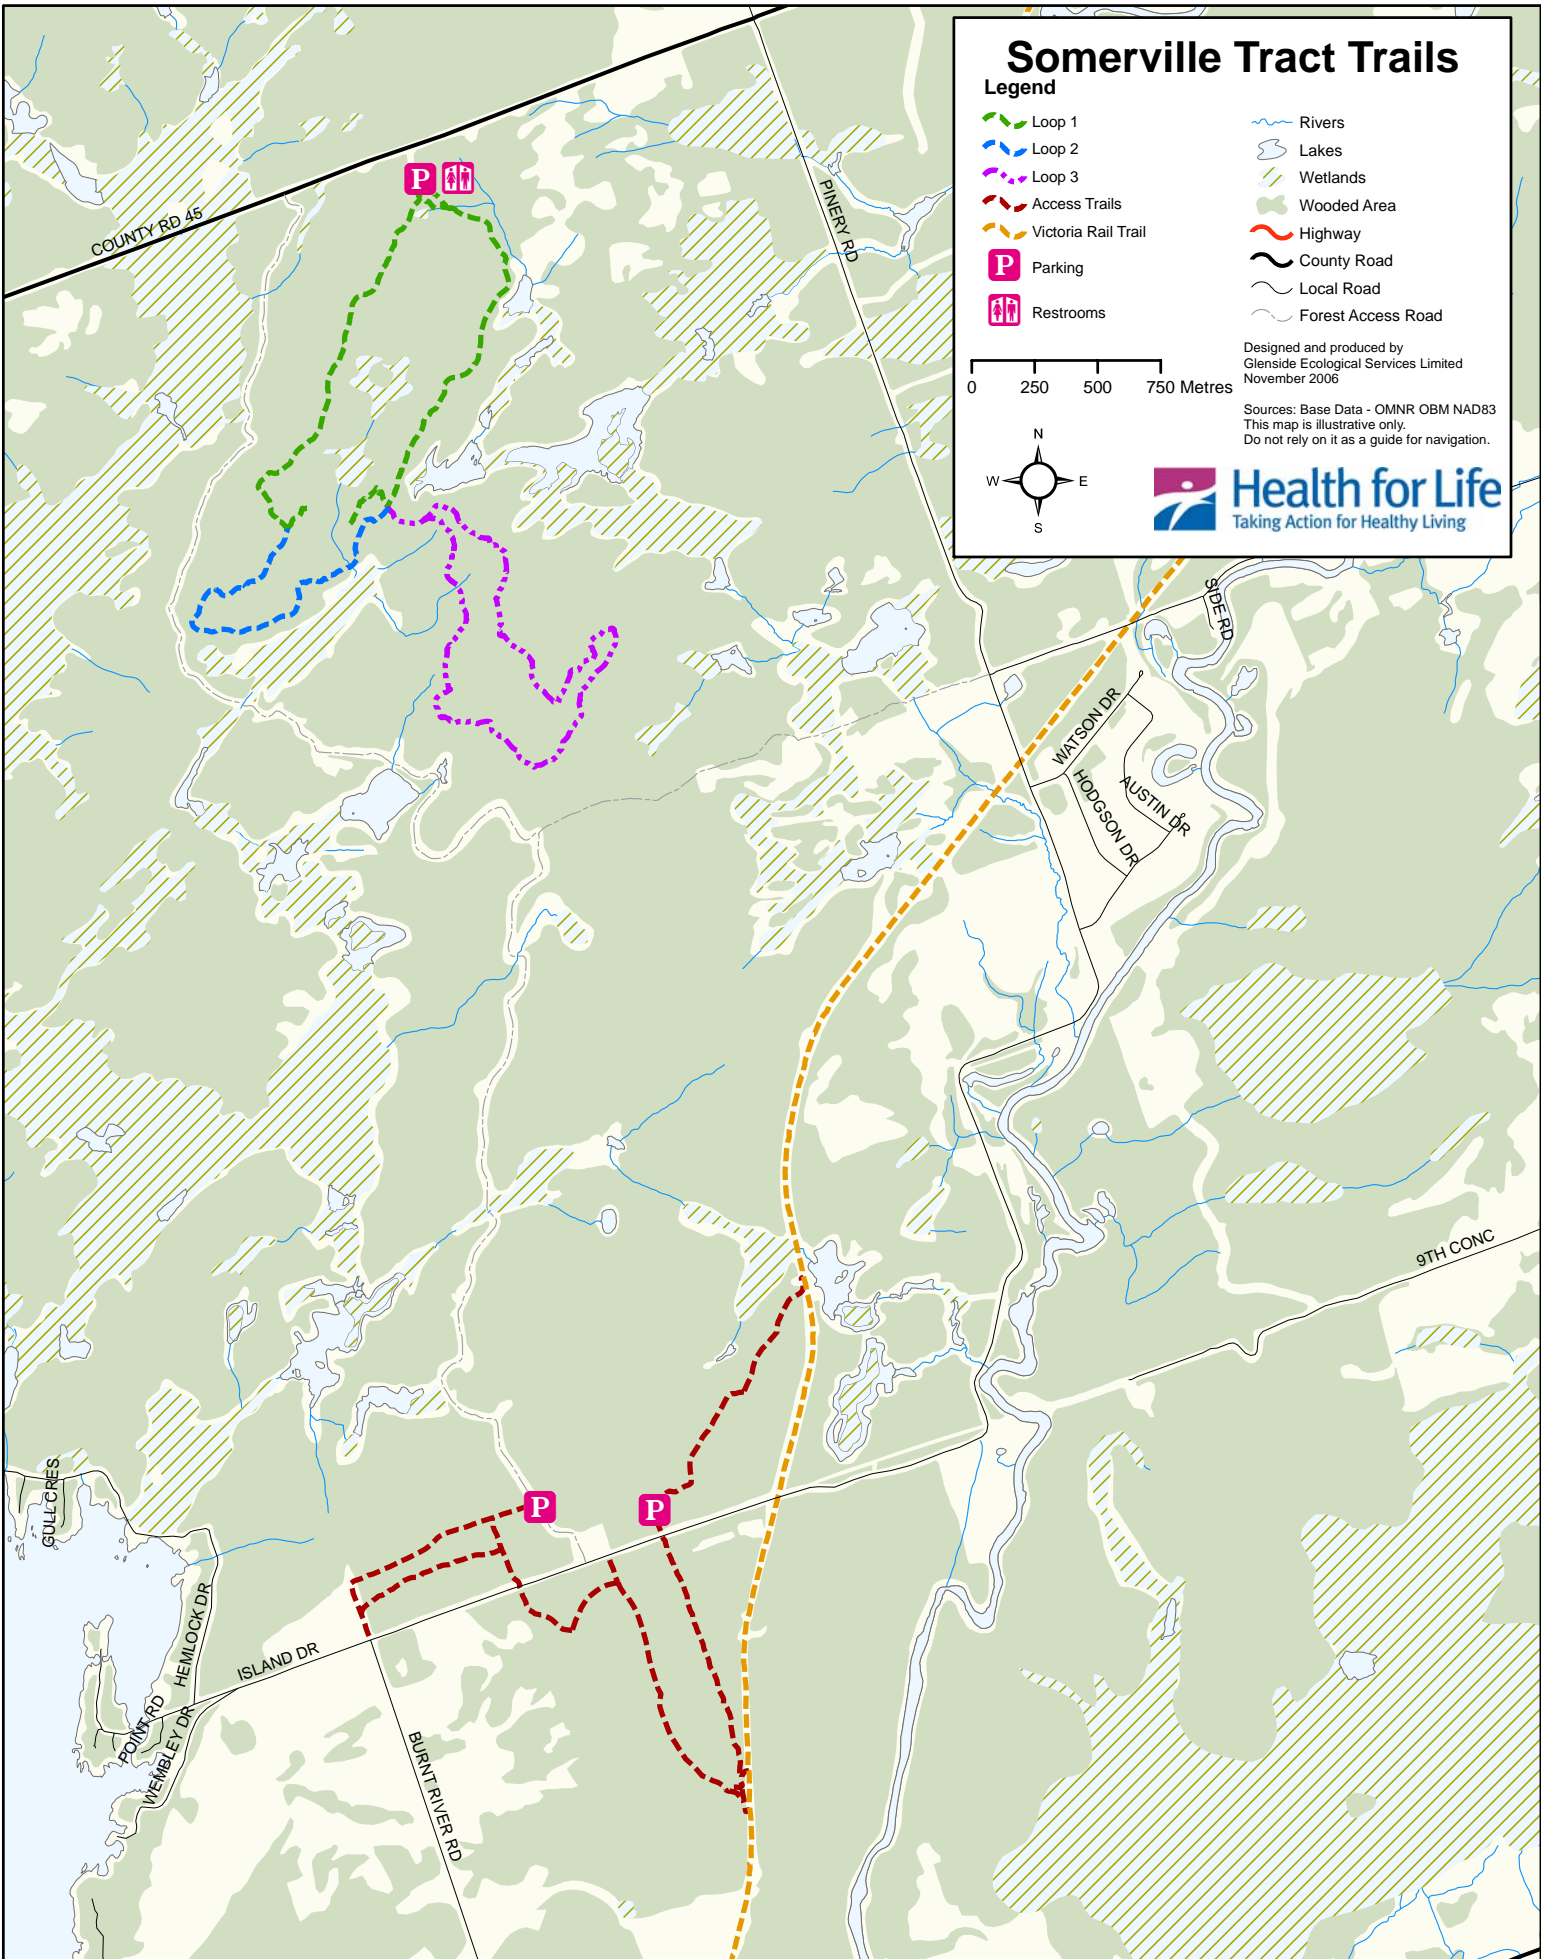 Somerville Tract Trails
Legend
Loop 1
Loop 2
Loop 3
Access Trails
Victoria Rail Trail
P Parking
Restrooms
Rivers
Lakes
Wetlands
Wooded Area
Highway
County Road
Local Road
Forest Access Road
0 250 500 750 Metres
Designed and produced by
Glenside Ecological Services Limited
November 2006
Sources: Base Data - OMNR OBM NAD83
This map is illustrative only.
Do not rely on it as a guide for navigation.
N
W E
S
Health for Life
Taking Action for Healthy Living
P
COUNTY RD 45
PINERY RD
SIDE RD
WATSON DR
HODGSON DR
AUSTIN DR
9TH CONC
P
P
GULL CRES
HEMLOCK DR
ISLAND DR
POINT RD
WEMBLEY DR
BURNT RIVER RD